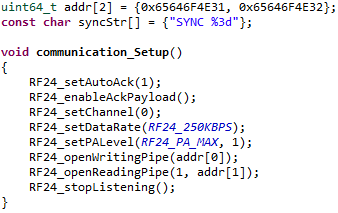 uint64_t addr[2] = {0x65646F4E31, 0x65646F4E32};
const char syncStr[] = {"SYNC %3d"};
void communication_Setup()
{
RF24_setAutoAck(1);
RF24_enableAckPayload();
RF24_setChannel(0);
RF24_setDataRate(RF24_250KBPS);
RF24_setPALevel(RF24_PA_MAX, 1);
RF24_openWritingPipe(addr[0]);
RF24_openReadingPipe(1, addr[1]);
RF24_stopListening();
}